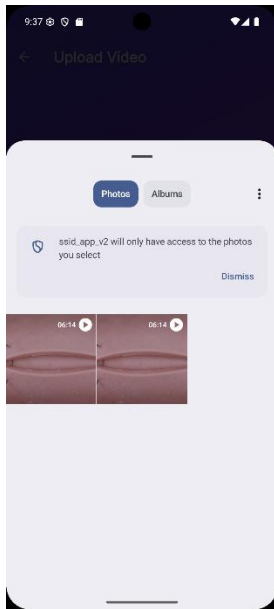 9:37
Upload Video
Photos
Albums
ssid_app_v2 will only have access to the photos
you select
Dismiss
06:14
06:14